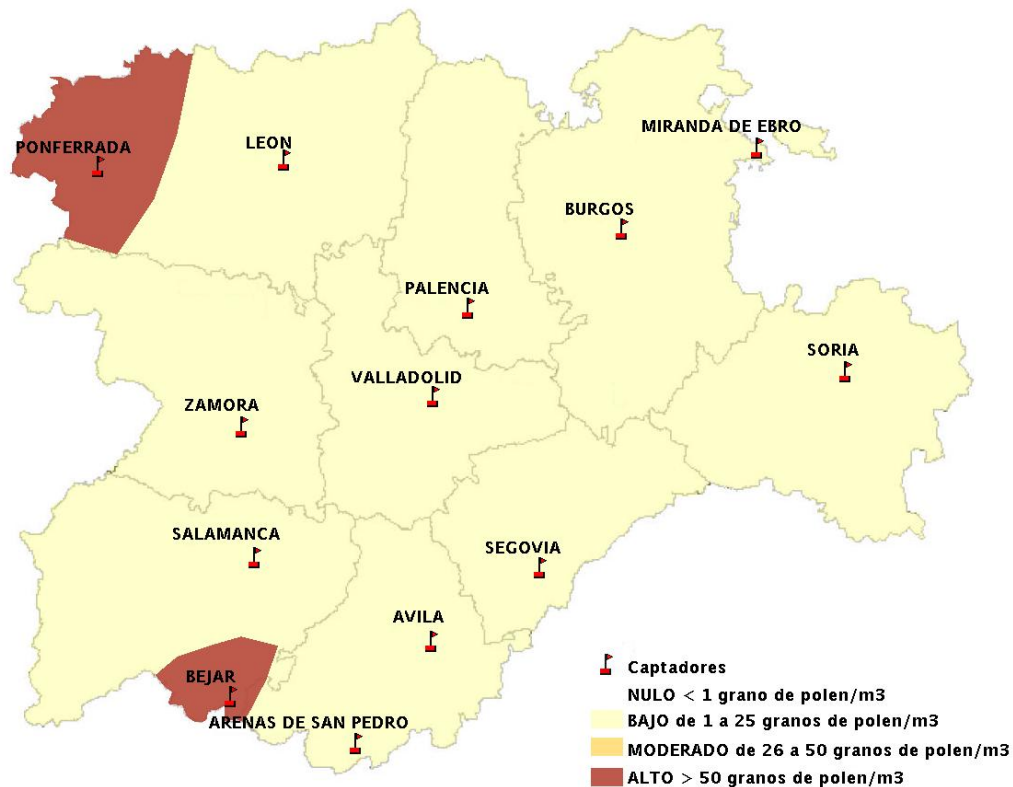 MIRANDA DE EBRO
PONFERRADA
LEON
BURGOS
PALENCIA
SORIA
VALLADOLID
ZAMORA
SALAMANCA
SEGOVIA
AVILA
BEJAR
ARENAS DE SAN PEDRO
Captadores
NULO < 1 grano de polen/m3
BAJO de 1 a 25 granos de polen/m3
MODERADO de 26 a 50 granos de polen/m3
ALTO > 50 granos de polen/m3